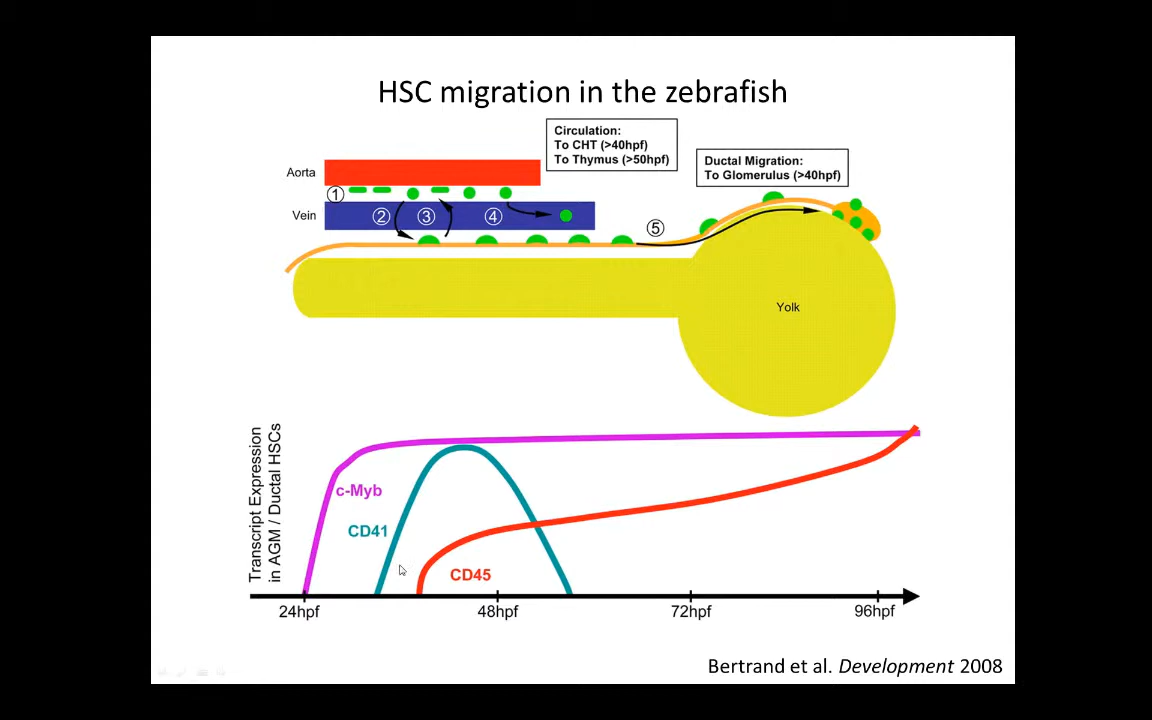 HSC migration in the zebrafish
Circulation:
To CHT (>40hpf)
To Thymus (>50hpf)
Ductal Migration:
To Glomerulus (>40hpf)
Aorta
①
Vein
②
③
④
⑤
Yolk
Transcript Expression
in AGM / Ductal HSCs
c-Myb
CD41
CD45
24hpf
48hpf
72hpf
96hpf
Bertrand et al. Development 2008